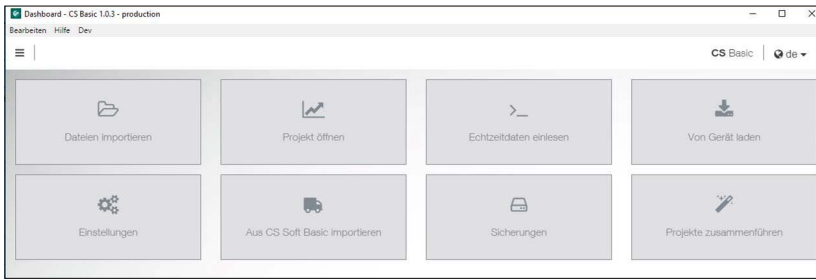 Dashboard - CS Basic 1.0.3 - production
Bearbeiten Hilfe Dev
CS Basic de
Dateien importieren
Projekt öffnen
Echtzeitdaten einlesen
Von Gerät laden
Einstellungen
Aus CS Soft Basic importieren
Sicherungen
Projekte zusammenführen